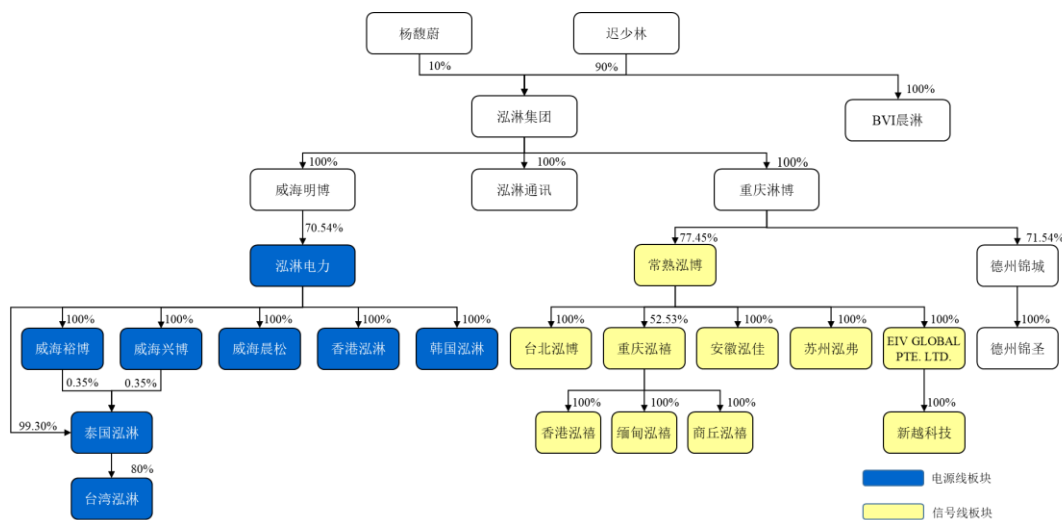 杨馥蔚
迟少林
10%
90%
100%
泓淋集团
BVI晨淋
100%
100%
100%
威海明博
泓淋通讯
重庆淋博
70.54%
77.45%
71.54%
泓淋电力
常熟泓博
德州锦城
100%
100%
100%
100%
100%
100%
52.53%
100%
100%
100%
100%
威海裕博
威海兴博
威海晨松
香港泓淋
韩国泓淋
台北泓博
重庆泓禧
安徽泓佳
苏州泓弗
EIV GLOBAL
PTE. LTD.
德州锦圣
0.35%
0.35%
100%
100%
100%
100%
99.30%
泰国泓淋
香港泓禧
缅甸泓禧
商丘泓禧
新越科技
80%
台湾泓淋
电源线板块
信号线板块